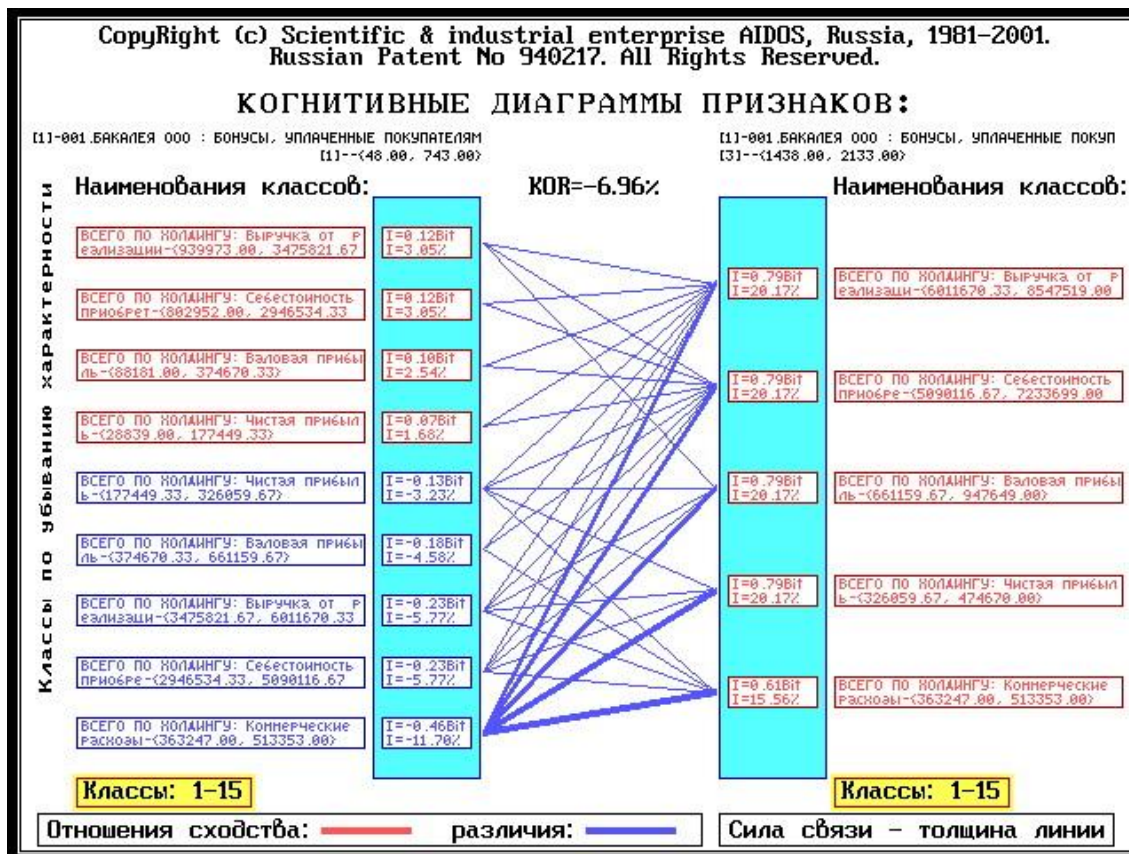 CopyRight (c) Scientific & industrial enterprise AIDOS, Russia, 1981-2001.
Russian Patent No 940217. All Rights Reserved.
КОГНИТИВНЫЕ ДИАГРАММЫ ПРИЗНАКОВ:
[1]-001.БАКАЛЕЯ ООО : БОНУСЫ, УПЛАЧЕННЫЕ ПОКУПАТЕЛЯМ
[1]--{48.00, 743.00}
[1]-001.БАКАЛЕЯ ООО : БОНУСЫ, УПЛАЧЕННЫЕ ПОКУП
[3]--{1438.00, 2133.00}
Наименования классов:
KOR=-6.96%
Наименования классов:
Классы по убыванию характерности
ВСЕГО ПО ХОЛДИНГУ: Выручка от р
еализации-{939973.00, 3475821.67
I=0.12Bit
I=3.05%
ВСЕГО ПО ХОЛДИНГУ: Себестоимость
приобрет-{802952.00, 2946534.33
I=0.12Bit
I=3.05%
ВСЕГО ПО ХОЛДИНГУ: Валовая прибы
ль-{88181.00, 374670.33}
I=0.10Bit
I=2.54%
ВСЕГО ПО ХОЛДИНГУ: Чистая прибыл
ь-{28839.00, 177449.33}
I=0.07Bit
I=1.68%
ВСЕГО ПО ХОЛДИНГУ: Чистая прибыл
ь-{177449.33, 326059.67}
I=-0.13Bit
I=-3.23%
ВСЕГО ПО ХОЛДИНГУ: Валовая прибы
ль-{374670.33, 661159.67}
I=-0.18Bit
I=-4.58%
ВСЕГО ПО ХОЛДИНГУ: Выручка от р
еализаци-{3475821.67, 6011670.33
I=-0.23Bit
I=-5.77%
ВСЕГО ПО ХОЛДИНГУ: Себестоимость
приобре-{2946534.33, 5090116.67
I=-0.23Bit
I=-5.77%
ВСЕГО ПО ХОЛДИНГУ: Коммерческие
расходы-{363247.00, 513353.00}
I=-0.46Bit
I=-11.70%
I=0.79Bit
I=20.17%
ВСЕГО ПО ХОЛДИНГУ: Выручка от р
еализаци-{6011670.33, 8547519.00
I=0.79Bit
I=20.17%
ВСЕГО ПО ХОЛДИНГУ: Себестоимость
приобре-{5090116.67, 7233699.00
I=0.79Bit
I=20.17%
ВСЕГО ПО ХОЛДИНГУ: Валовая прибы
ль-{661159.67, 947649.00}
I=0.79Bit
I=20.17%
ВСЕГО ПО ХОЛДИНГУ: Чистая прибыл
ь-{326059.67, 474670.00}
I=0.61Bit
I=15.56%
ВСЕГО ПО ХОЛДИНГУ: Коммерческие
расходы-{363247.00, 513353.00}
Классы: 1-15
Классы: 1-15
Отношения сходства: различия:
Сила связи - толщина линии